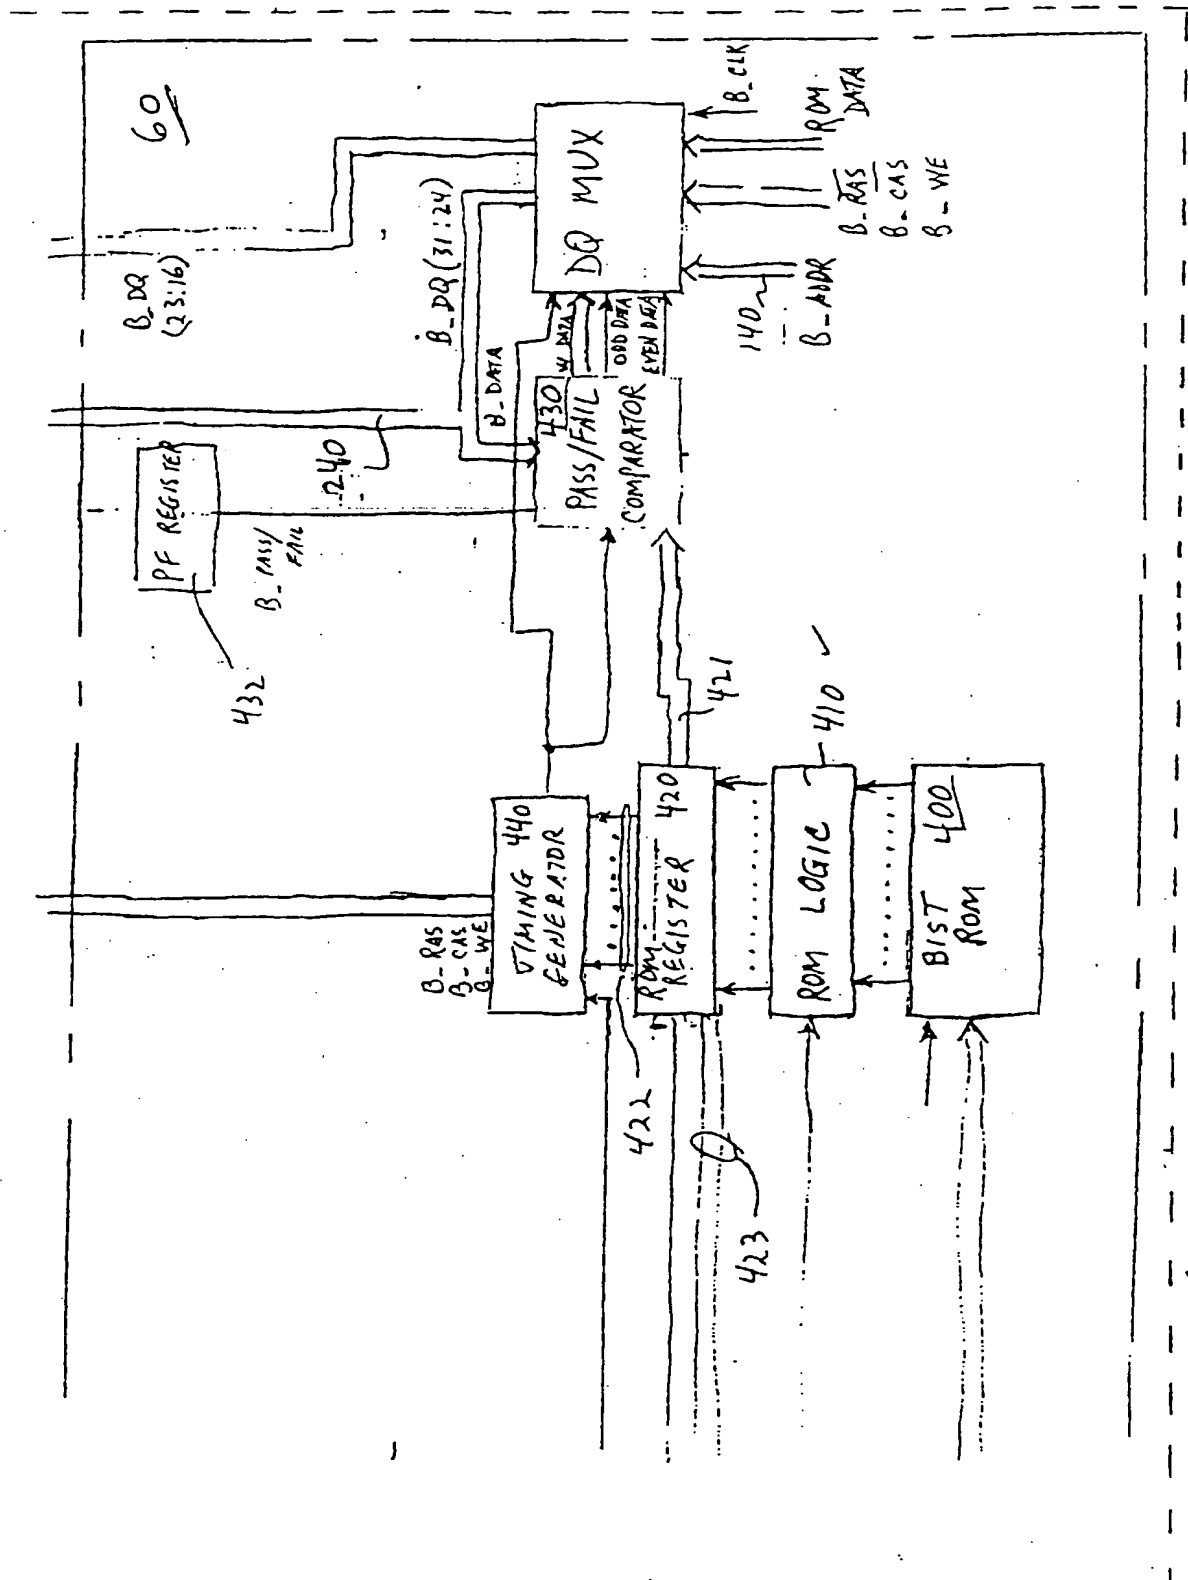 60
B_DQ
(23:16)
B_DQ(31:24)
B_DATA
W DATA
ODD DATA
EVEN DATA
DQ MUX
B_CLK
ROM
DATA
B_RAS
B_CAS
B_WE
140
B_ADDR
430
PASS/FAIL
COMPARATOR
240
PF REGISTER
B_PASS/
FAIL
432
B_RAS
B_CAS
B_WE
TIMING 440
GENERATOR
422
ROM 420
REGISTER
421
423
ROM LOGIC
410
BIST 400
ROM